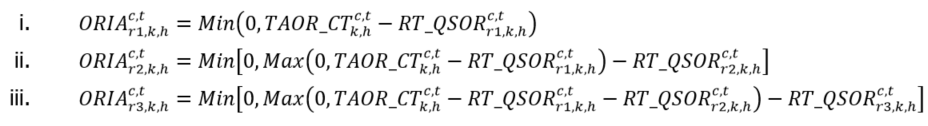 i. ORIA^{c,t}_{r1,k,h} = Min(0, TAOR_CT^{c,t}_{k,h} − RT_QSOR^{c,t}_{r1,k,h})
ii. ORIA^{c,t}_{r2,k,h} = Min[0, Max(0, TAOR_CT^{c,t}_{k,h} − RT_QSOR^{c,t}_{r1,k,h}) − RT_QSOR^{c,t}_{r2,k,h}]
iii. ORIA^{c,t}_{r3,k,h} = Min[0, Max(0, TAOR_CT^{c,t}_{k,h} − RT_QSOR^{c,t}_{r1,k,h} − RT_QSOR^{c,t}_{r2,k,h}) − RT_QSOR^{c,t}_{r3,k,h}]